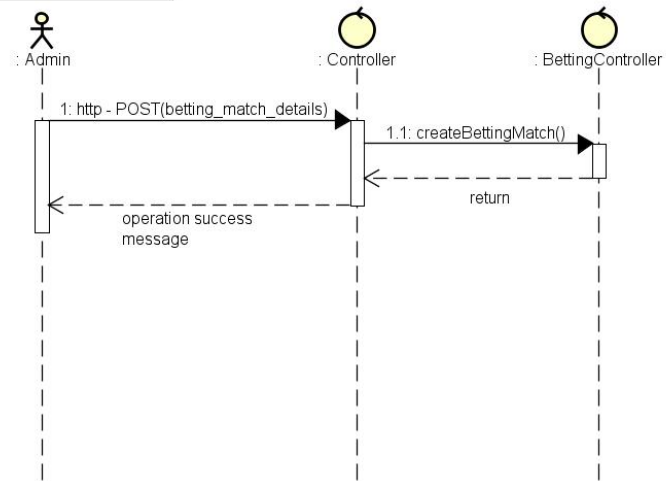 : Admin
: Controller
: BettingController
1: http - POST(betting_match_details)
1.1: createBettingMatch()
return
operation success
message